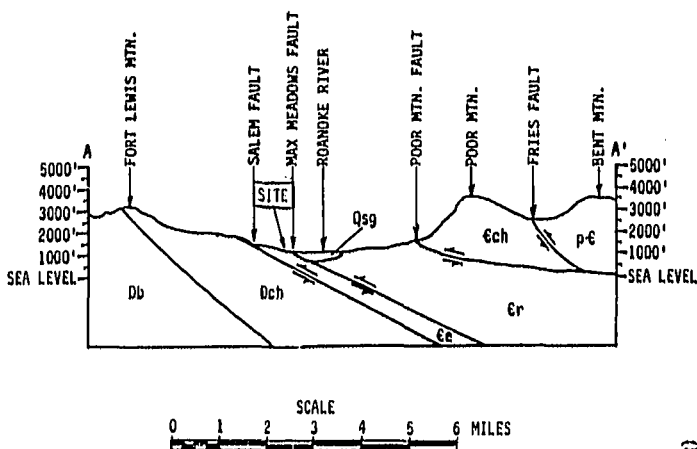 A
FORT LEWIS MTN.
SALEM FAULT
MAX MEADOWS FAULT
ROANOKE RIVER
POOR MTN. FAULT
POOR MTN.
FRIES FAULT
BENT MTN.
A'
5000'
4000'
3000'
2000'
1000'
SEA LEVEL
5000'
4000'
3000'
2000'
1000'
SEA LEVEL
SITE
Qsg
Єch
pЄ
Db
Dch
Єr
Єe
SCALE
0 1 2 3 4 5 6 MILES